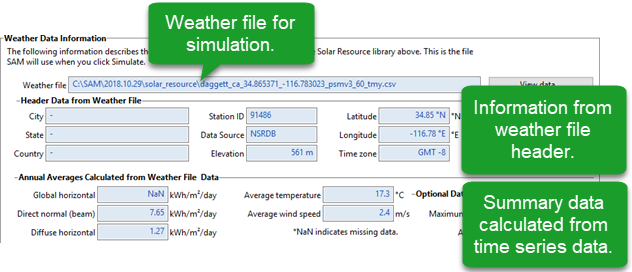 Weather file for
simulation.
Weather Data Information
The following information describes th Solar Resource library above. This is the file
SAM will use when you click Simulate.
Weather file C:\SAM\2018.10.29\solar_resource\daggett_ca_34.865371_-116.783023_psmv3_60_tmy.csv View data
Header Data from Weather File
City - Station ID 91486 Latitude 34.85 °N °N
State - Data Source NSRDB Longitude -116.78 °E °E
Country - Elevation 561 m Time zone GMT -8
Information from
weather file
header.
Annual Averages Calculated from Weather File Data
Global horizontal NaN kWh/m²/day Average temperature 17.3 °C Optional Dat
Direct normal (beam) 7.65 kWh/m²/day Average wind speed 2.4 m/s Maximum
Diffuse horizontal 1.27 kWh/m²/day *NaN indicates missing data. A
Summary data
calculated from
time series data.